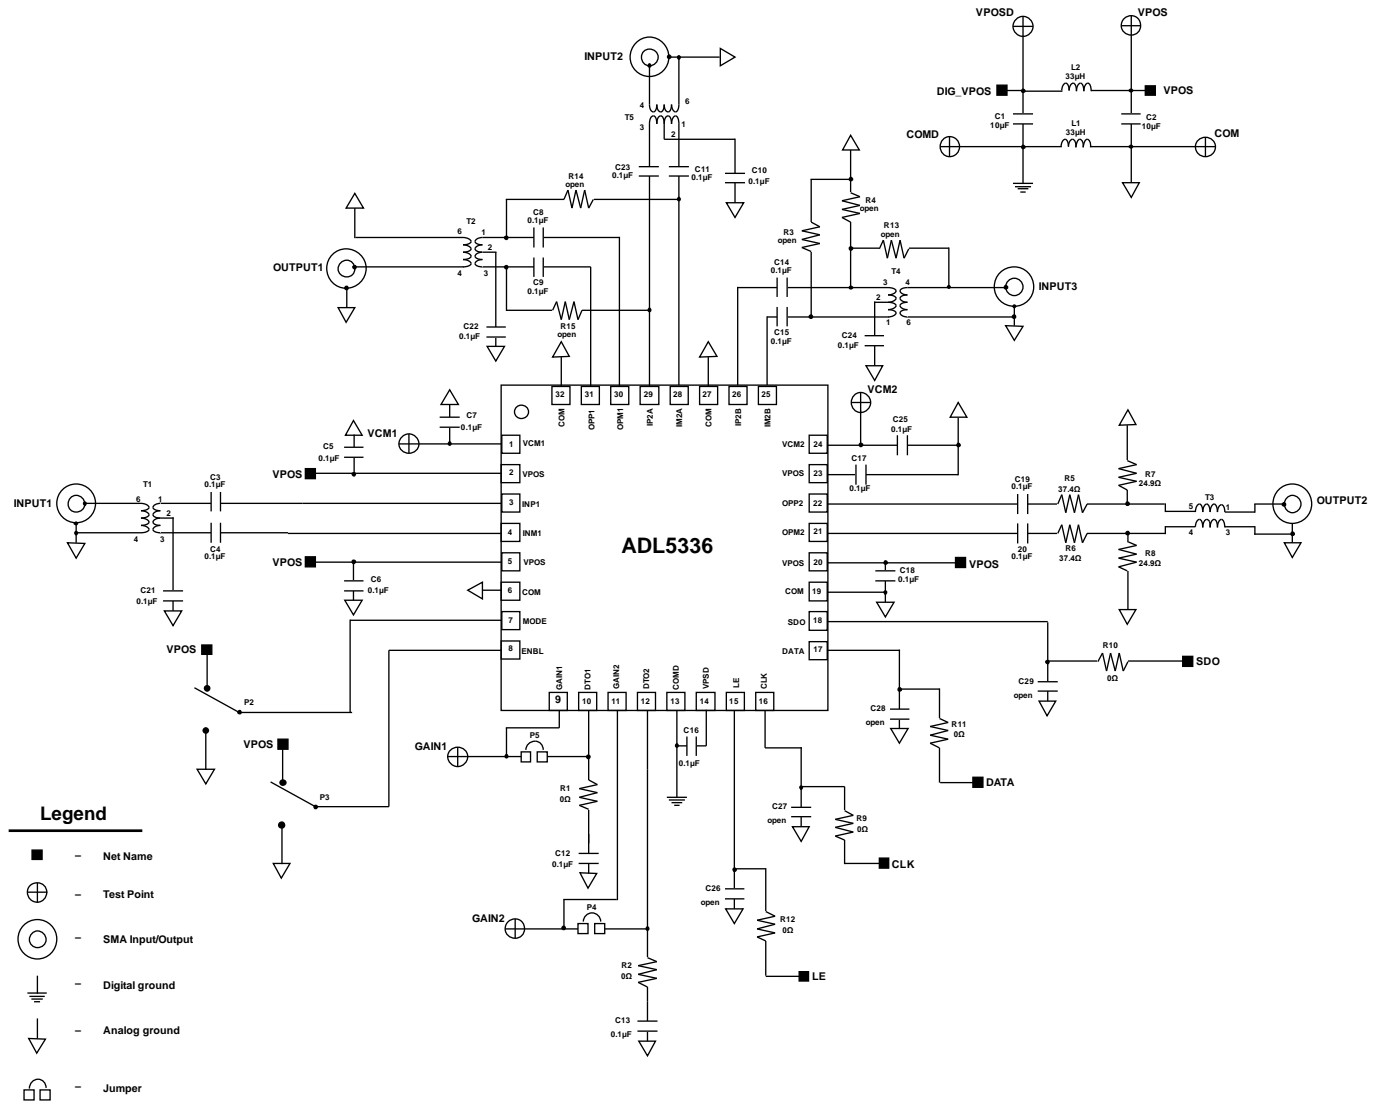 VPOSD
VPOS
INPUT2
L2
33µH
DIG_VPOS
VPOS
C1
10µF
C2
10µF
L1
33µH
COMD
COM
4
6
T5
3
1
2
C23
0.1µF
C11
0.1µF
C10
0.1µF
R14
open
C8
0.1µF
T2
6
1
2
4
3
OUTPUT1
C9
0.1µF
C22
0.1µF
R15
open
R4
open
R3
open
R13
open
C14
0.1µF
T4
3
4
2
1
6
INPUT3
C15
0.1µF
C24
0.1µF
32
31
30
29
28
27
26
25
COM
OPP1
OPM1
IP2A
IM2A
COM
IP2B
IM2B
C7
0.1µF
VCM1
1
VCM1
C5
0.1µF
VPOS
2
VPOS
INPUT1
T1
6
1
2
4
3
C3
0.1µF
3
INP1
C4
0.1µF
4
INM1
VPOS
5
VPOS
C6
0.1µF
C21
0.1µF
6
COM
7
MODE
8
ENBL
ADL5336
VCM2
24
VCM2
C25
0.1µF
VPOS
23
C17
0.1µF
OPP2
22
C19
0.1µF
R5
37.4Ω
R7
24.9Ω
T3
5
1
4
3
OUTPUT2
OPM2
21
20
0.1µF
R6
37.4Ω
R8
24.9Ω
VPOS
20
VPOS
C18
0.1µF
COM
19
SDO
18
DATA
17
R10
0Ω
SDO
C29
open
C28
open
R11
0Ω
DATA
GAIN1
DTO1
GAIN2
DTO2
COMD
VPSD
LE
CLK
9
10
11
12
13
14
15
16
VPOS
P2
VPOS
P3
GAIN1
P5
C16
0.1µF
R1
0Ω
C12
0.1µF
C27
open
R9
0Ω
CLK
GAIN2
P4
C26
open
R12
0Ω
LE
R2
0Ω
C13
0.1µF
Legend
– Net Name
– Test Point
– SMA Input/Output
– Digital ground
– Analog ground
– Jumper